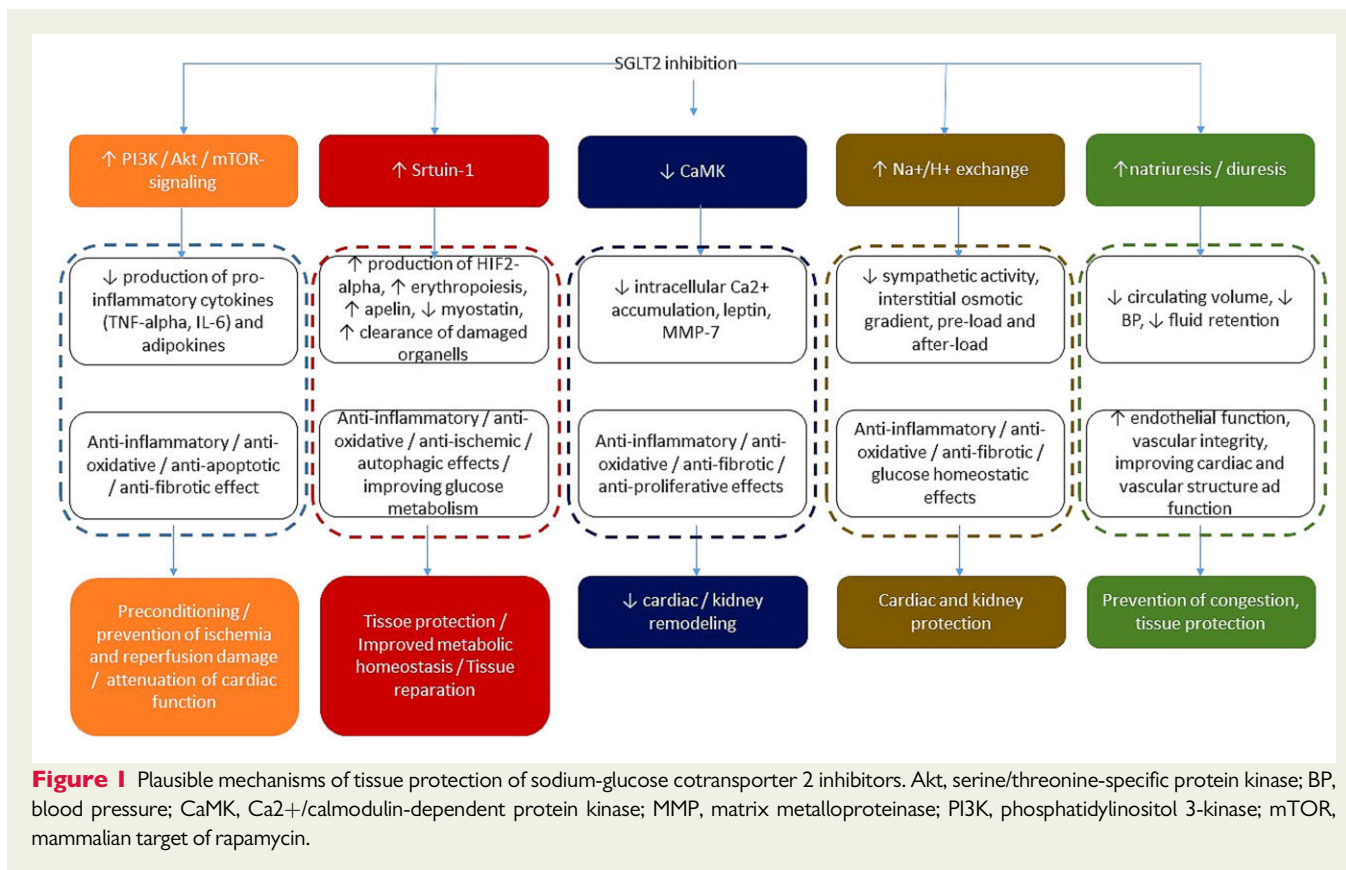 SGLT2 inhibition
↑ PI3K / Akt / mTOR-
signaling
↑ Srtuin-1
↓ CaMK
↑ Na+/H+ exchange
↑natriuresis / diuresis
↓ production of pro-
inflammatory cytokines
(TNF-alpha, IL-6) and
adipokines
↑ production of HIF2-
alpha, ↑ erythropoiesis,
↑ apelin, ↓ myostatin,
↑ clearance of damaged
organells
↓ intracellular Ca2+
accumulation, leptin,
MMP-7
↓ sympathetic activity,
interstitial osmotic
gradient, pre-load and
after-load
↓ circulating volume, ↓
BP, ↓ fluid retention
Anti-inflammatory / anti-
oxidative / anti-apoptotic
/ anti-fibrotic effect
Anti-inflammatory / anti-
oxidative / anti-ischemic /
autophagic effects /
improving glucose
metabolism
Anti-inflammatory / anti-
oxidative / anti-fibrotic /
anti-proliferative effects
Anti-inflammatory / anti-
oxidative / anti-fibrotic /
glucose homeostatic
effects
↑ endothelial function,
vascular integrity,
improving cardiac and
vascular structure ad
function
Preconditioning /
prevention of ischemia
and reperfusion damage
/ attenuation of cardiac
function
Tissoe protection /
Improved metabolic
homeostasis / Tissue
reparation
↓ cardiac / kidney
remodeling
Cardiac and kidney
protection
Prevention of congestion,
tissue protection
Figure 1 Plausible mechanisms of tissue protection of sodium-glucose cotransporter 2 inhibitors. Akt, serine/threonine-specific protein kinase; BP,
blood pressure; CaMK, Ca2+/calmodulin-dependent protein kinase; MMP, matrix metalloproteinase; PI3K, phosphatidylinositol 3-kinase; mTOR,
mammalian target of rapamycin.